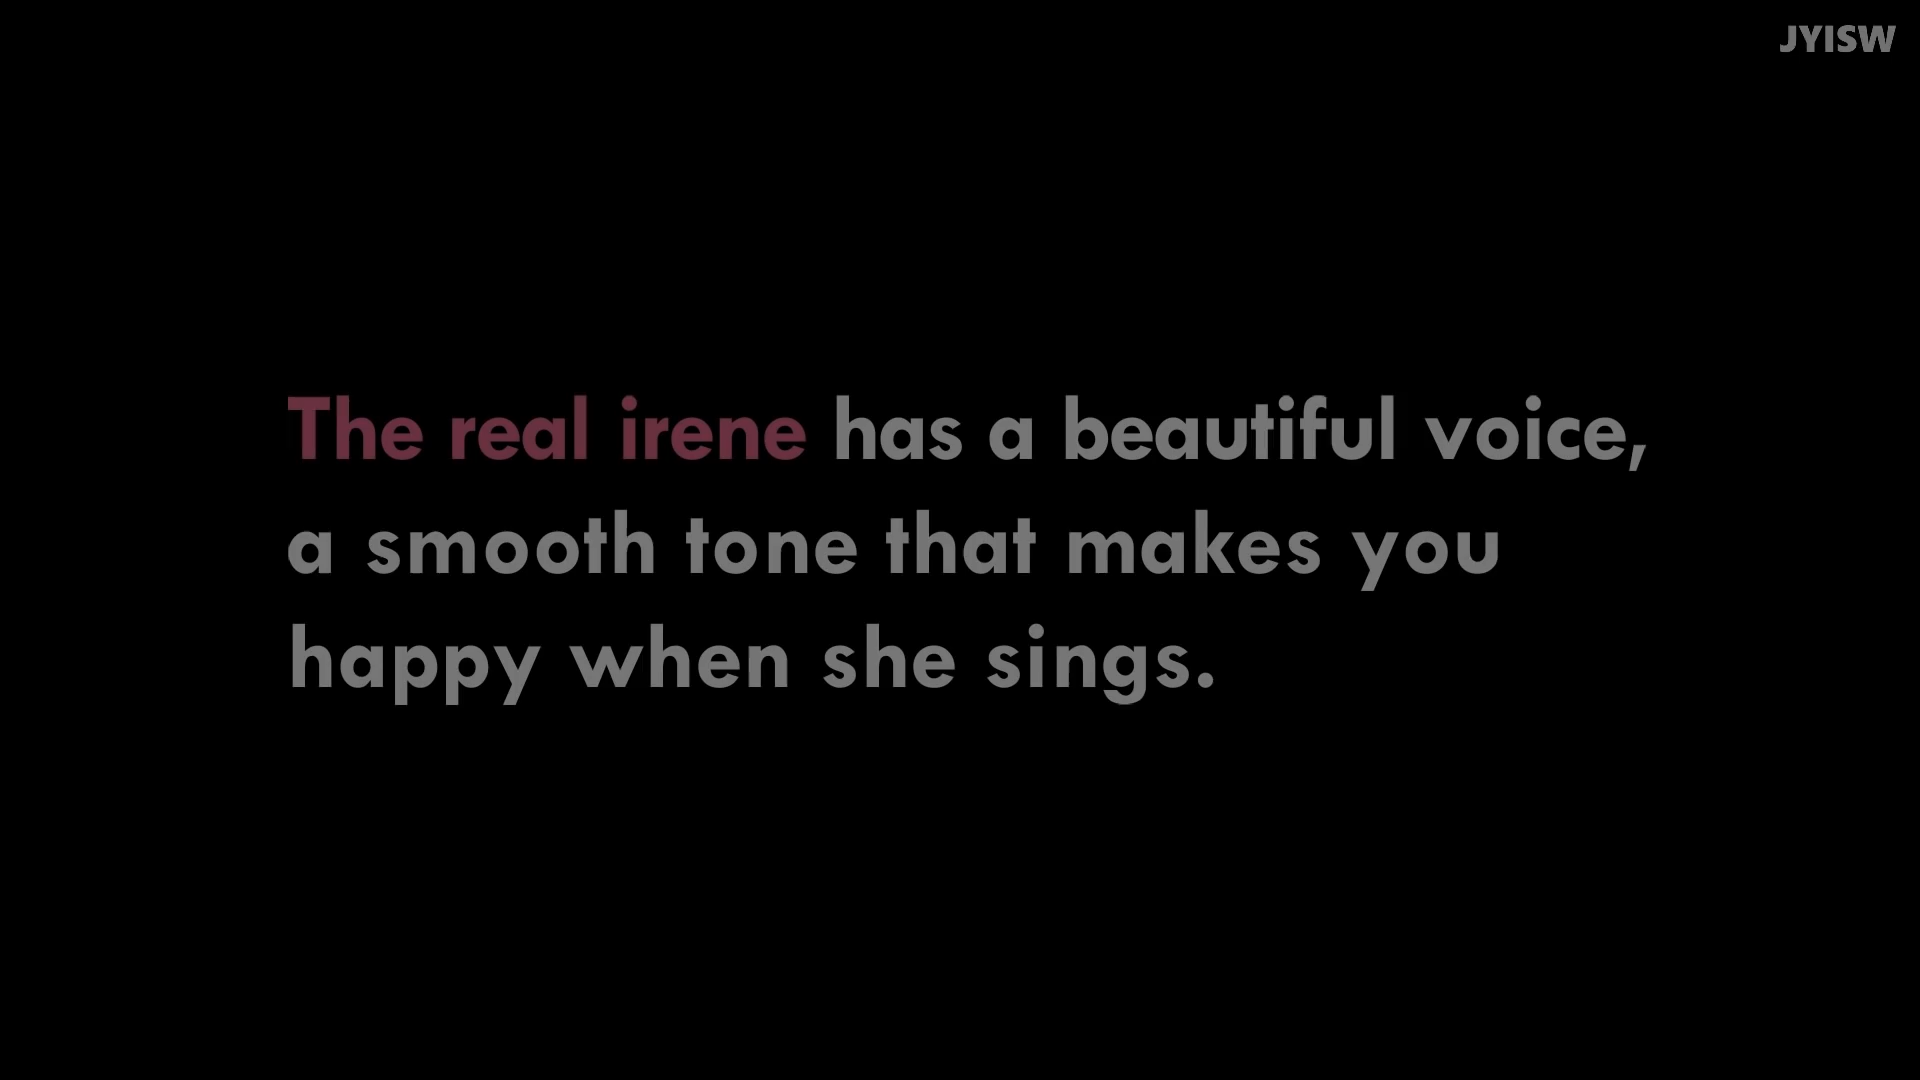 JYISW
The real irene has a beautiful voice,
a smooth tone that makes you
happy when she sings.